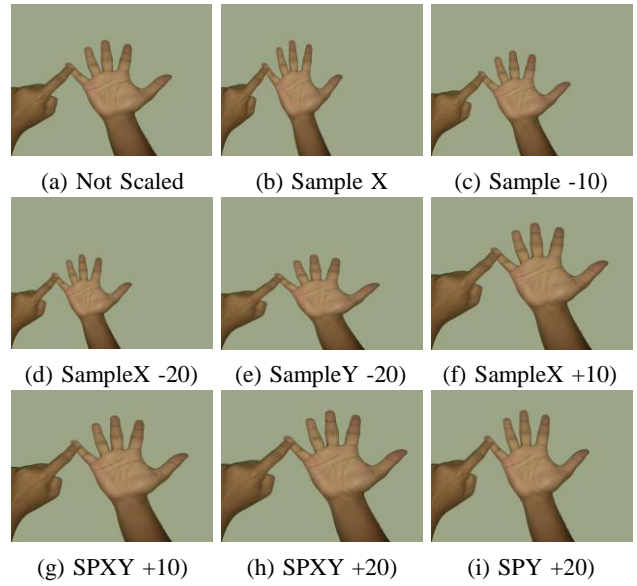 (a) Not Scaled
(b) Sample X
(c) Sample -10)
(d) SampleX -20)
(e) SampleY -20)
(f) SampleX +10)
(g) SPXY +10)
(h) SPXY +20)
(i) SPY +20)